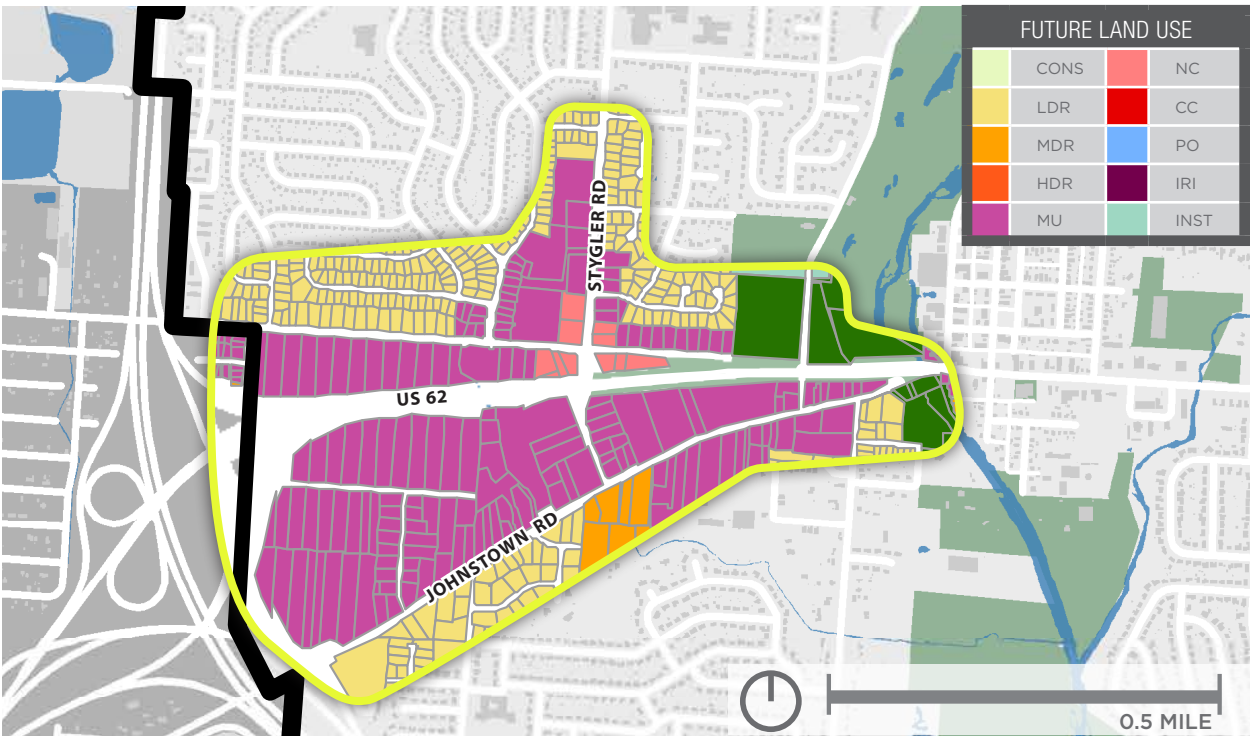 FUTURE LAND USE
CONS NC
LDR CC
MDR PO
HDR IRI
MU INST
STYGLER RD
US 62
JOHNSTOWN RD
0.5 MILE